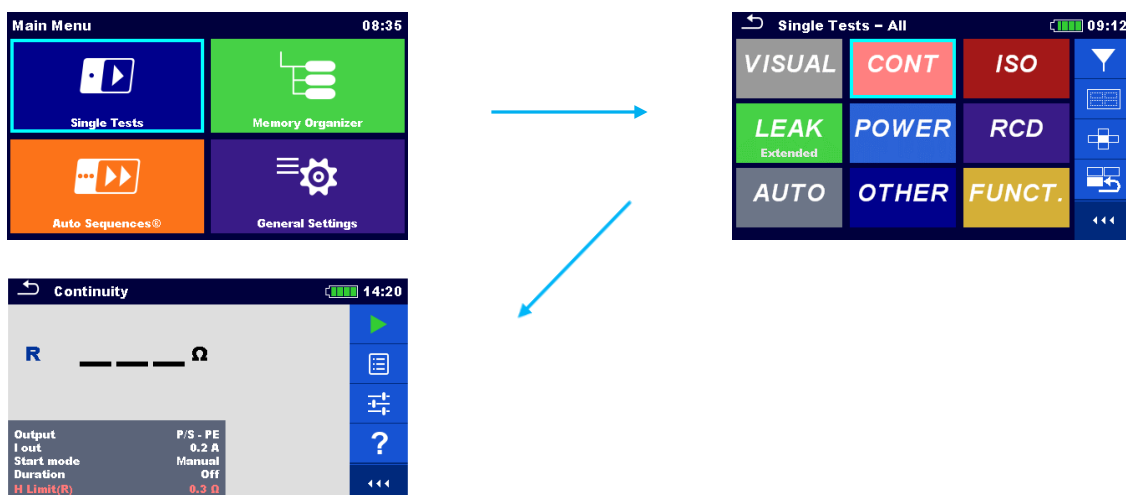 Main Menu 08:35
Single Tests Memory Organizer
Auto Sequences® General Settings
Single Tests – All 09:12
VISUAL CONT ISO
LEAK POWER RCD
Extended
AUTO OTHER FUNCT.
Continuity 14:20
R ___ Ω
Output P/S - PE
I out 0.2 A
Start mode Manual
Duration Off
H Limit(R) 0.3 Ω
?